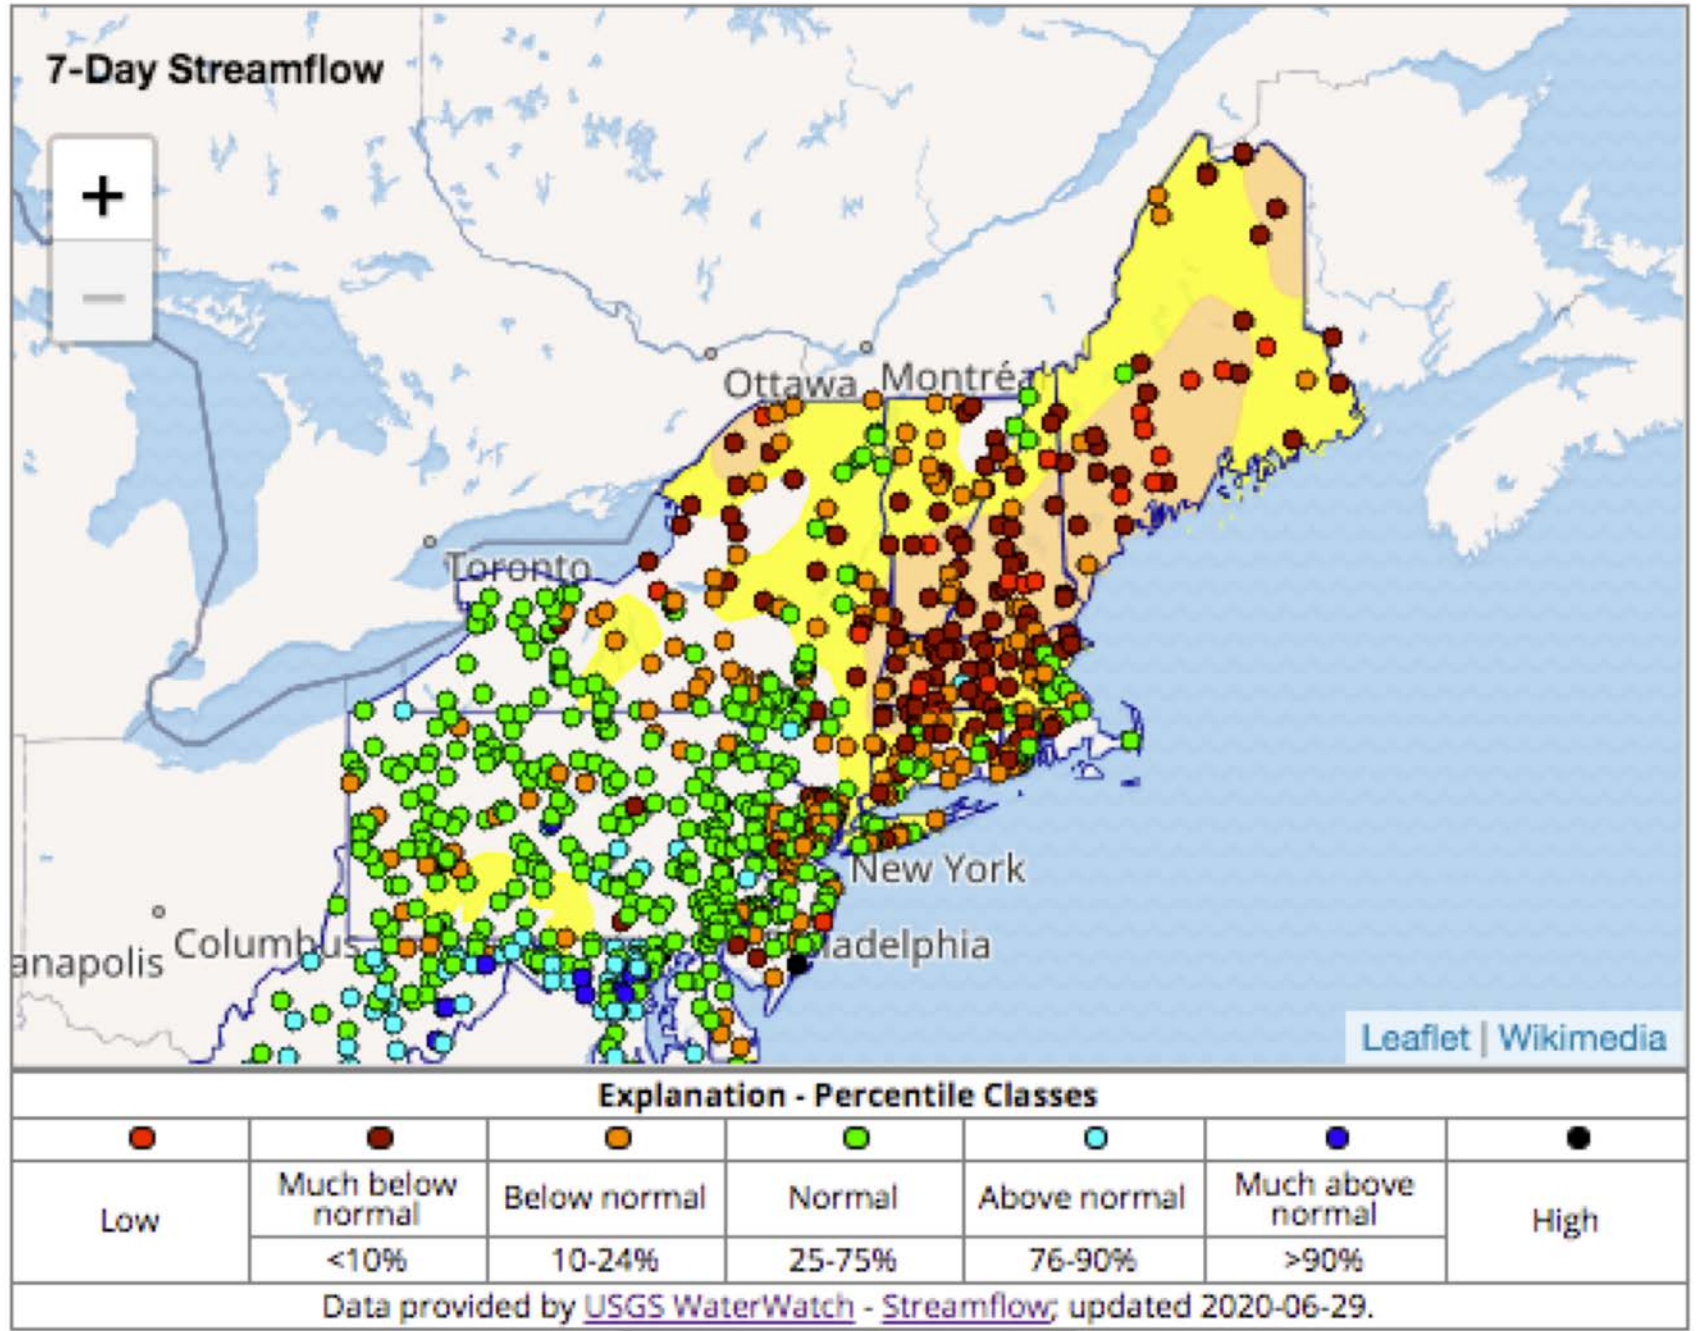 7-Day Streamflow
+
−
Ottawa
Montréal
Toronto
New York
Columbus
anapolis
ladelphia
Leaflet | Wikimedia
Explanation - Percentile Classes
Low
Much below normal
Below normal
Normal
Above normal
Much above normal
High
<10%
10-24%
25-75%
76-90%
>90%
Data provided by USGS WaterWatch - Streamflow; updated 2020-06-29.